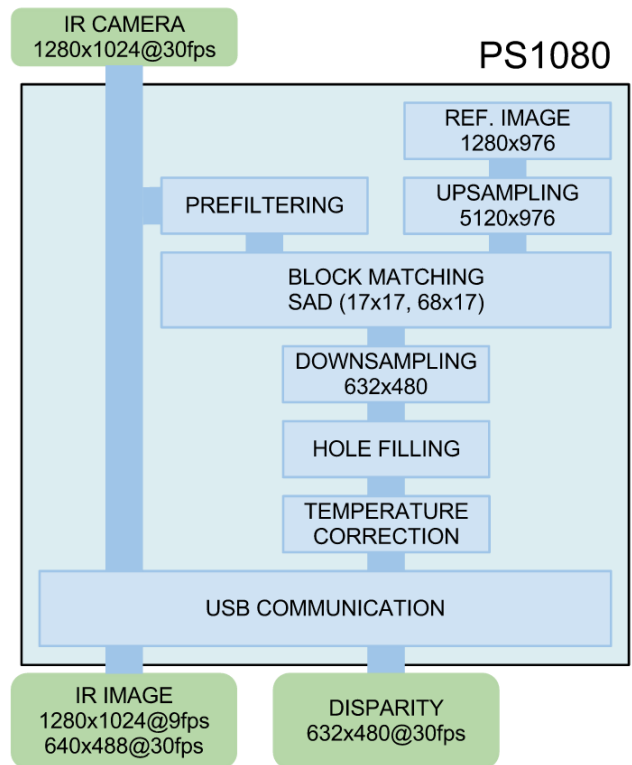 IR CAMERA
1280x1024@30fps
PS1080
REF. IMAGE
1280x976
PREFILTERING
UPSAMPLING
5120x976
BLOCK MATCHING
SAD (17x17, 68x17)
DOWNSAMPLING
632x480
HOLE FILLING
TEMPERATURE
CORRECTION
USB COMMUNICATION
IR IMAGE
1280x1024@9fps
640x488@30fps
DISPARITY
632x480@30fps